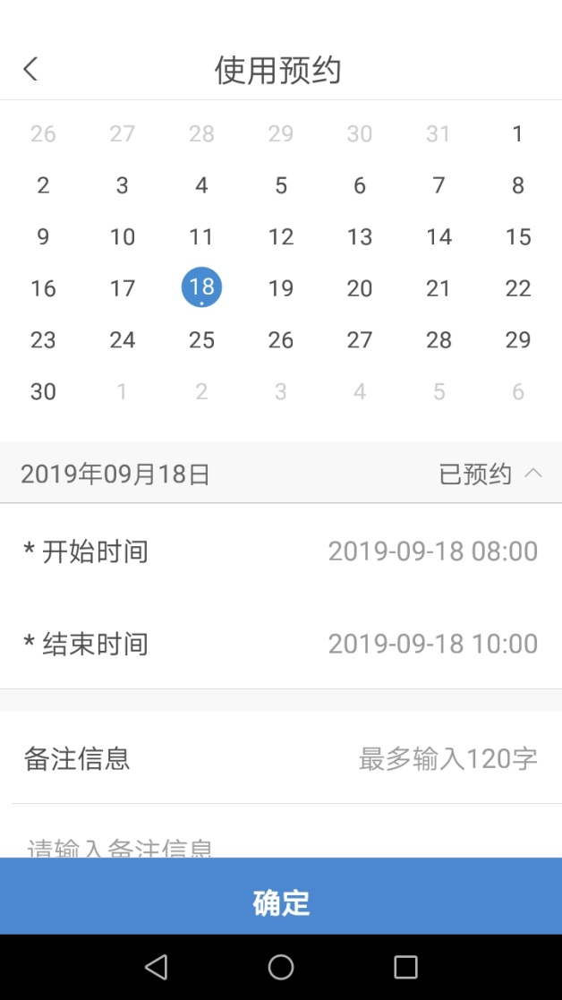 使用预约
26 27 28 29 30 31 1
2 3 4 5 6 7 8
9 10 11 12 13 14 15
16 17 18 19 20 21 22
23 24 25 26 27 28 29
30 1 2 3 4 5 6
2019年09月18日 已预约
* 开始时间 2019-09-18 08:00
* 结束时间 2019-09-18 10:00
备注信息 最多输入120字
请输入备注信息
确定